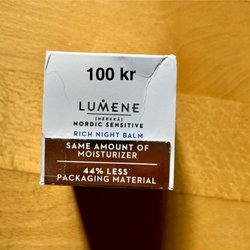 100 kr
LUMENE
[HERKKÄ]
NORDIC SENSITIVE
RICH NIGHT BALM
SAME AMOUNT OF
MOISTURIZER
44% LESS*
PACKAGING MATERIAL